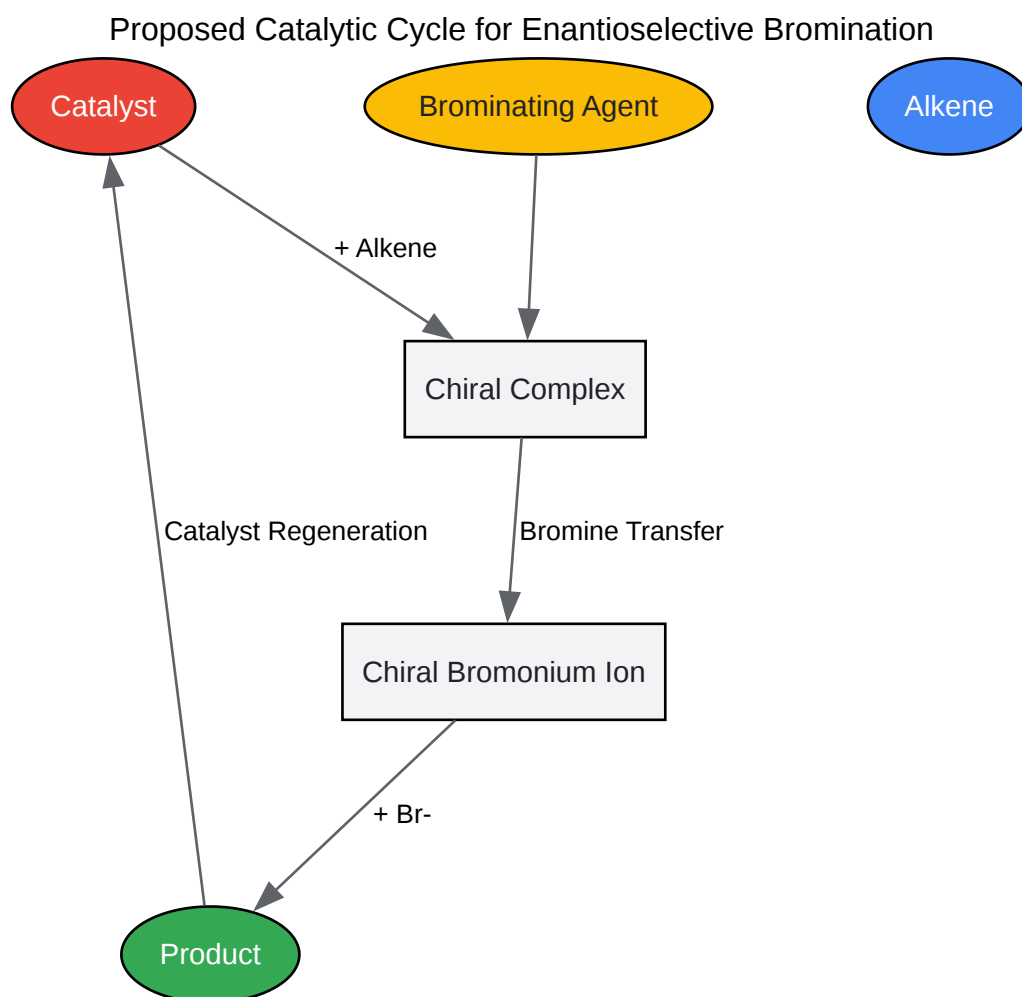 Proposed Catalytic Cycle for Enantioselective Bromination
Catalyst
Brominating Agent
Alkene
+ Alkene
Chiral Complex
Catalyst Regeneration
Bromine Transfer
Chiral Bromonium Ion
+ Br-
Product